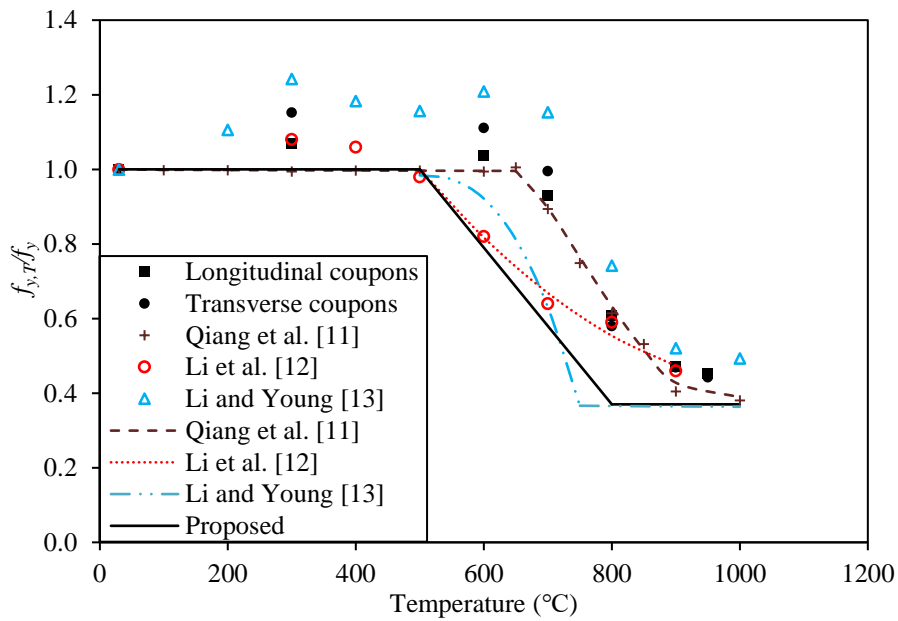 1.4
1.2
1.0
0.8
0.6
0.4
0.2
0.0
f_y,T/f_y
Longitudinal coupons
Transverse coupons
Qiang et al. [11]
Li et al. [12]
Li and Young [13]
Qiang et al. [11]
Li et al. [12]
Li and Young [13]
Proposed
0 200 400 600 800 1000 1200
Temperature (℃)